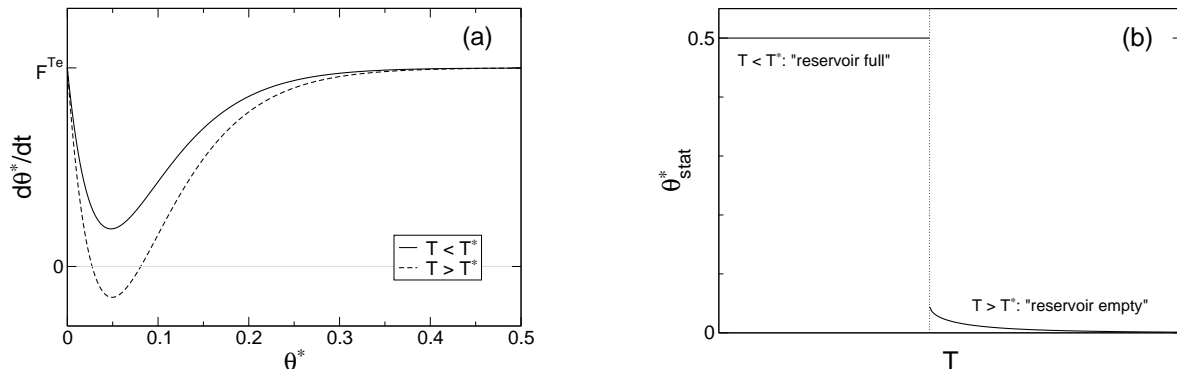 (a)
F^Te
dθ*/dt
0
T < T*
T > T*
0 0.1 0.2 0.3 0.4 0.5
θ*
(b)
0.5
T < T*: "reservoir full"
θ*stat
T > T*: "reservoir empty"
0
T